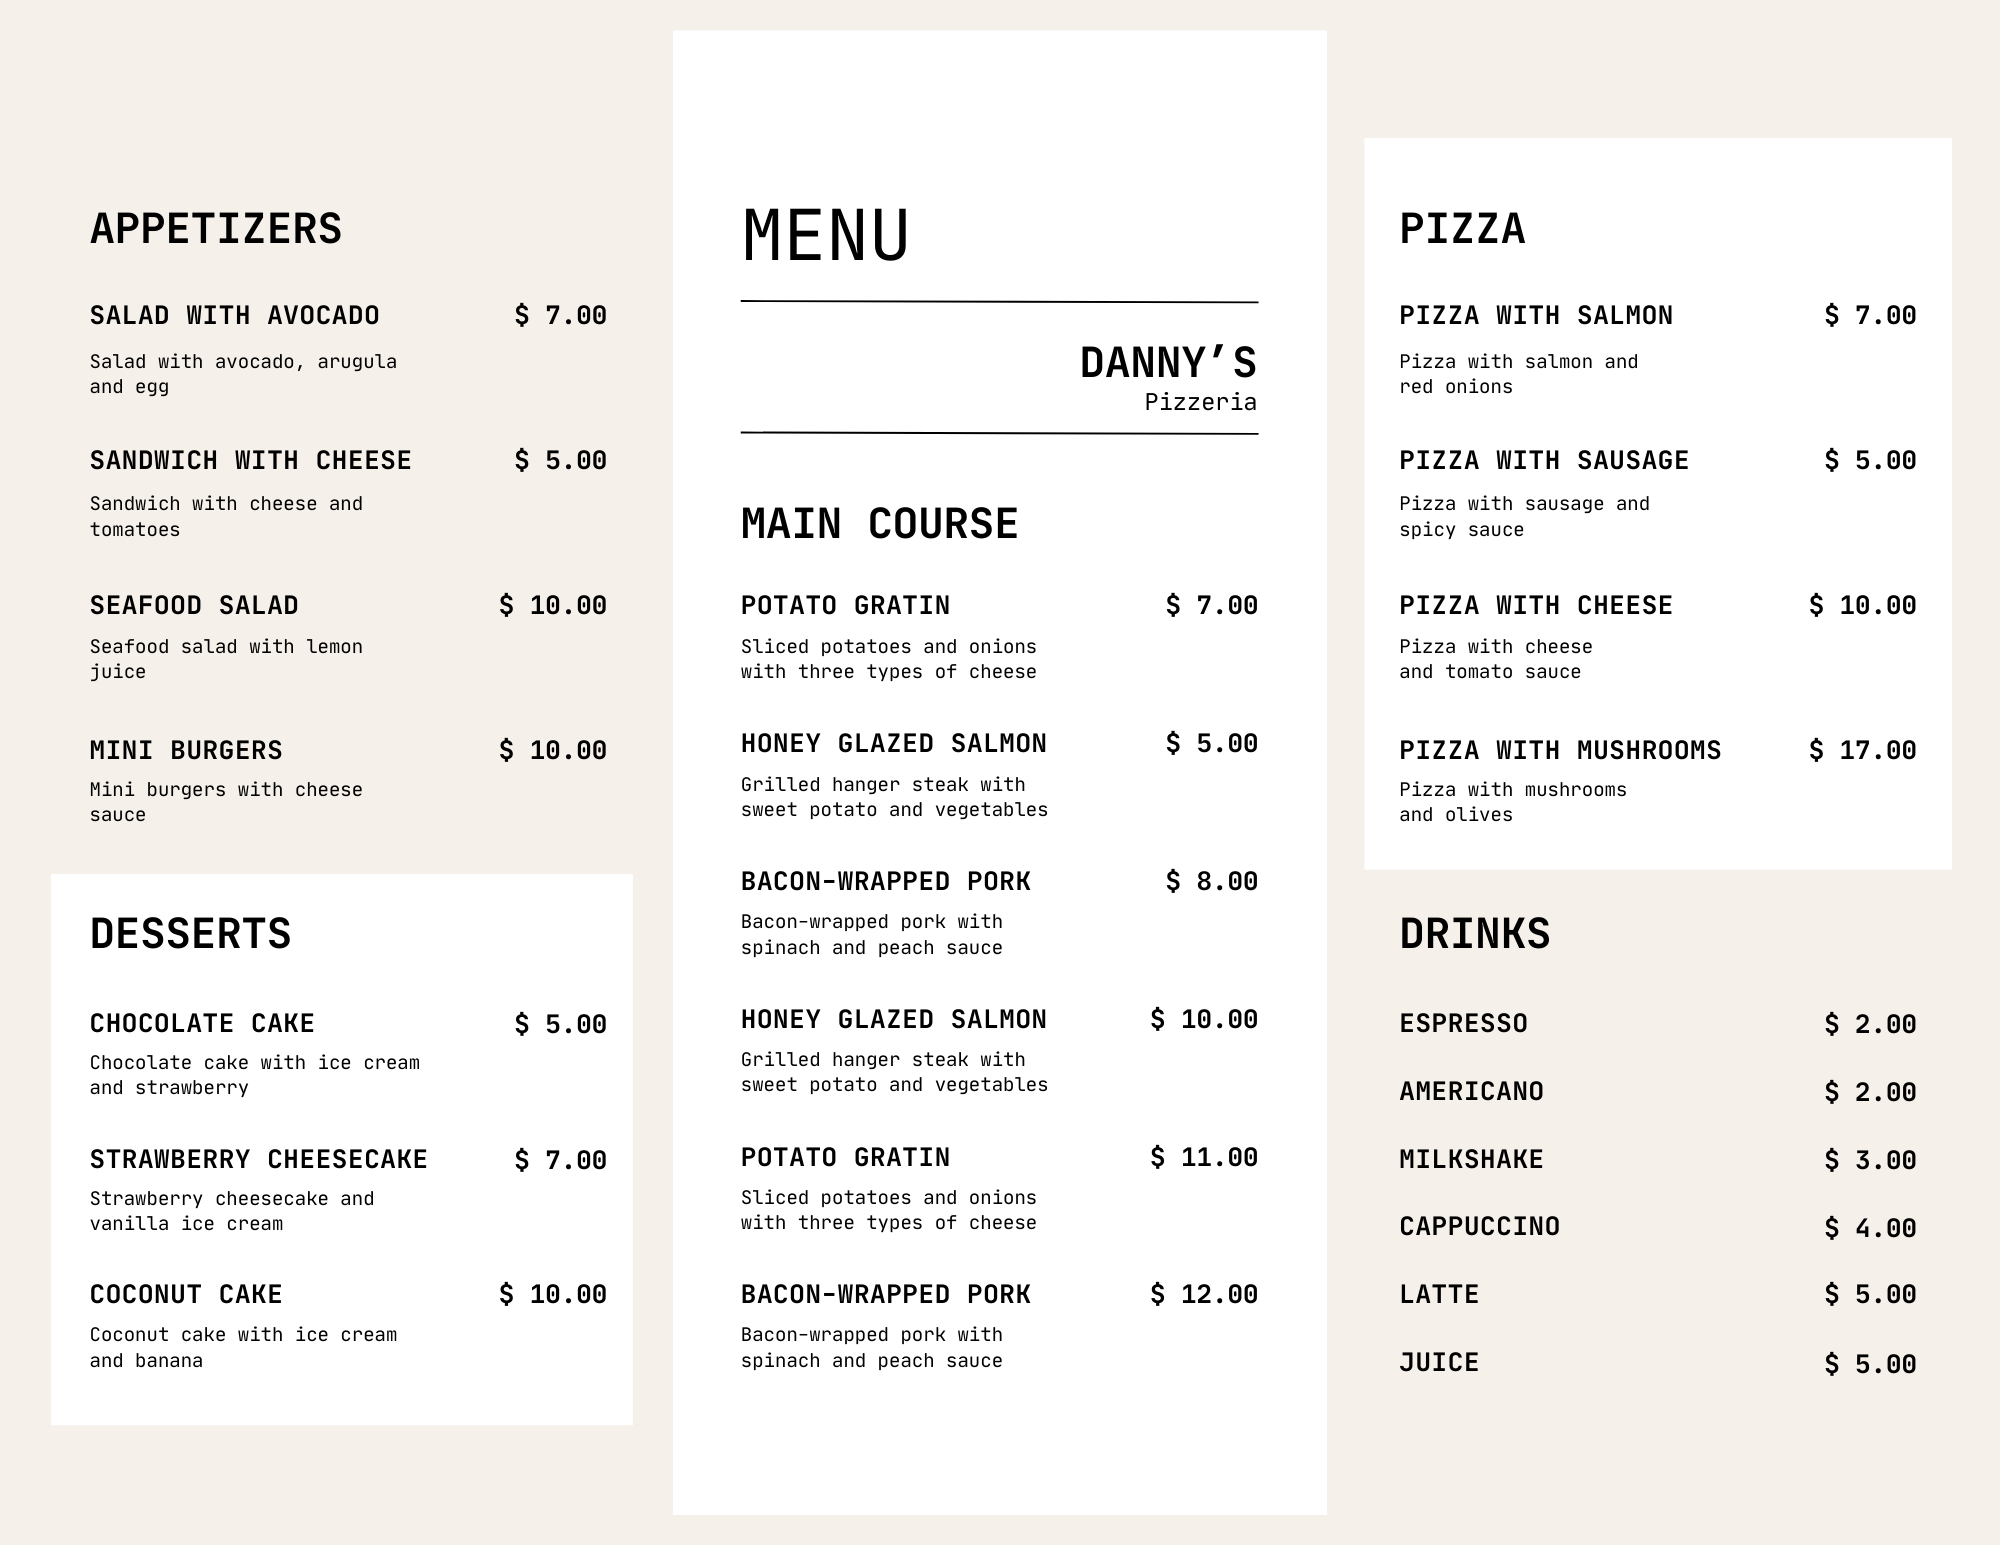 APPETIZERS
SALAD WITH AVOCADO $ 7.00
Salad with avocado, arugula
and egg
SANDWICH WITH CHEESE $ 5.00
Sandwich with cheese and
tomatoes
SEAFOOD SALAD $ 10.00
Seafood salad with lemon
juice
MINI BURGERS $ 10.00
Mini burgers with cheese
sauce
DESSERTS
CHOCOLATE CAKE $ 5.00
Chocolate cake with ice cream
and strawberry
STRAWBERRY CHEESECAKE $ 7.00
Strawberry cheesecake and
vanilla ice cream
COCONUT CAKE $ 10.00
Coconut cake with ice cream
and banana
MENU
DANNY’S
Pizzeria
MAIN COURSE
POTATO GRATIN $ 7.00
Sliced potatoes and onions
with three types of cheese
HONEY GLAZED SALMON $ 5.00
Grilled hanger steak with
sweet potato and vegetables
BACON-WRAPPED PORK $ 8.00
Bacon-wrapped pork with
spinach and peach sauce
HONEY GLAZED SALMON $ 10.00
Grilled hanger steak with
sweet potato and vegetables
POTATO GRATIN $ 11.00
Sliced potatoes and onions
with three types of cheese
BACON-WRAPPED PORK $ 12.00
Bacon-wrapped pork with
spinach and peach sauce
PIZZA
PIZZA WITH SALMON $ 7.00
Pizza with salmon and
red onions
PIZZA WITH SAUSAGE $ 5.00
Pizza with sausage and
spicy sauce
PIZZA WITH CHEESE $ 10.00
Pizza with cheese
and tomato sauce
PIZZA WITH MUSHROOMS $ 17.00
Pizza with mushrooms
and olives
DRINKS
ESPRESSO $ 2.00
AMERICANO $ 2.00
MILKSHAKE $ 3.00
CAPPUCCINO $ 4.00
LATTE $ 5.00
JUICE $ 5.00